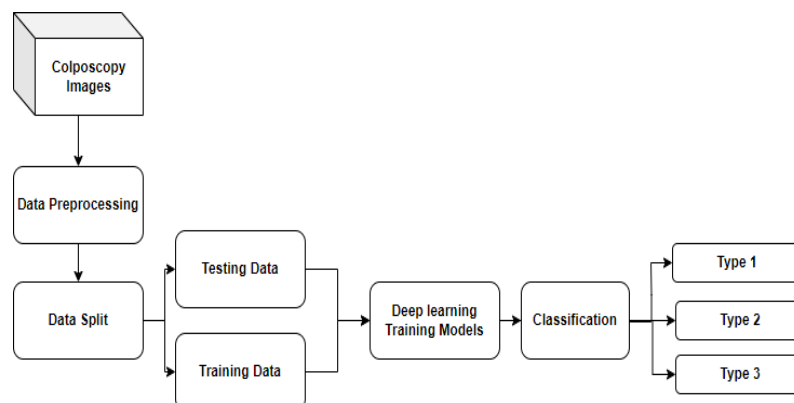 Colposcopy
Images
Data Preprocessing
Data Split
Testing Data
Training Data
Deep learning
Training Models
Classification
Type 1
Type 2
Type 3